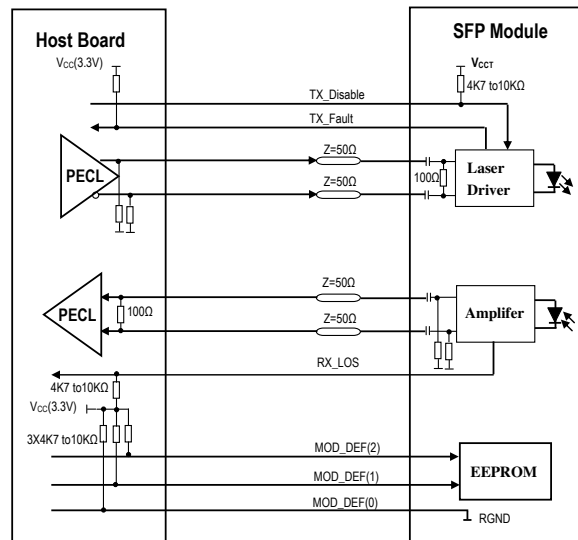 Host Board
SFP Module
VCC(3.3V)
VCCT
4K7 to10KΩ
TX_Disable
TX_Fault
Z=50Ω
PECL
100Ω
Laser
Driver
Z=50Ω
Z=50Ω
PECL
100Ω
Amplifer
Z=50Ω
RX_LOS
4K7 to10KΩ
VCC(3.3V)
3X4K7 to10KΩ
MOD_DEF(2)
EEPROM
MOD_DEF(1)
MOD_DEF(0)
RGND